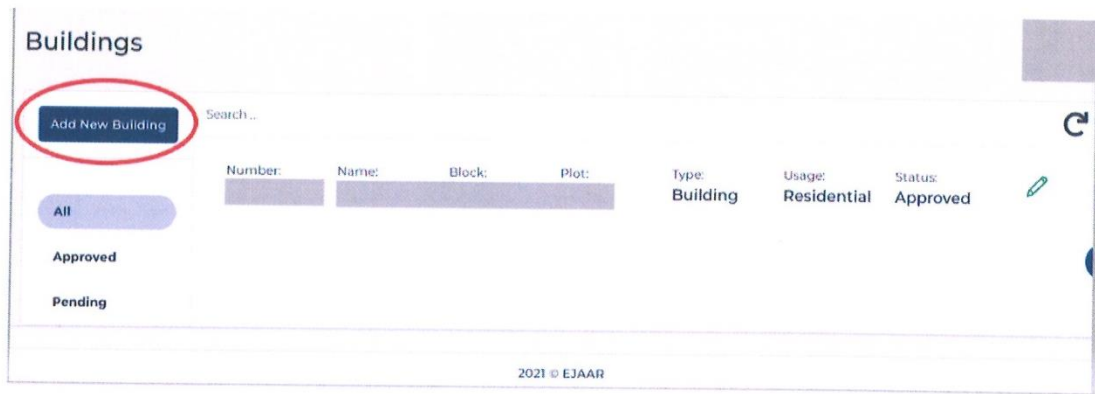 Buildings
Add New Building
Search ...
Number: Name: Block: Plot: Type: Usage: Status:
Building Residential Approved
All
Approved
Pending
2021 © EJAAR